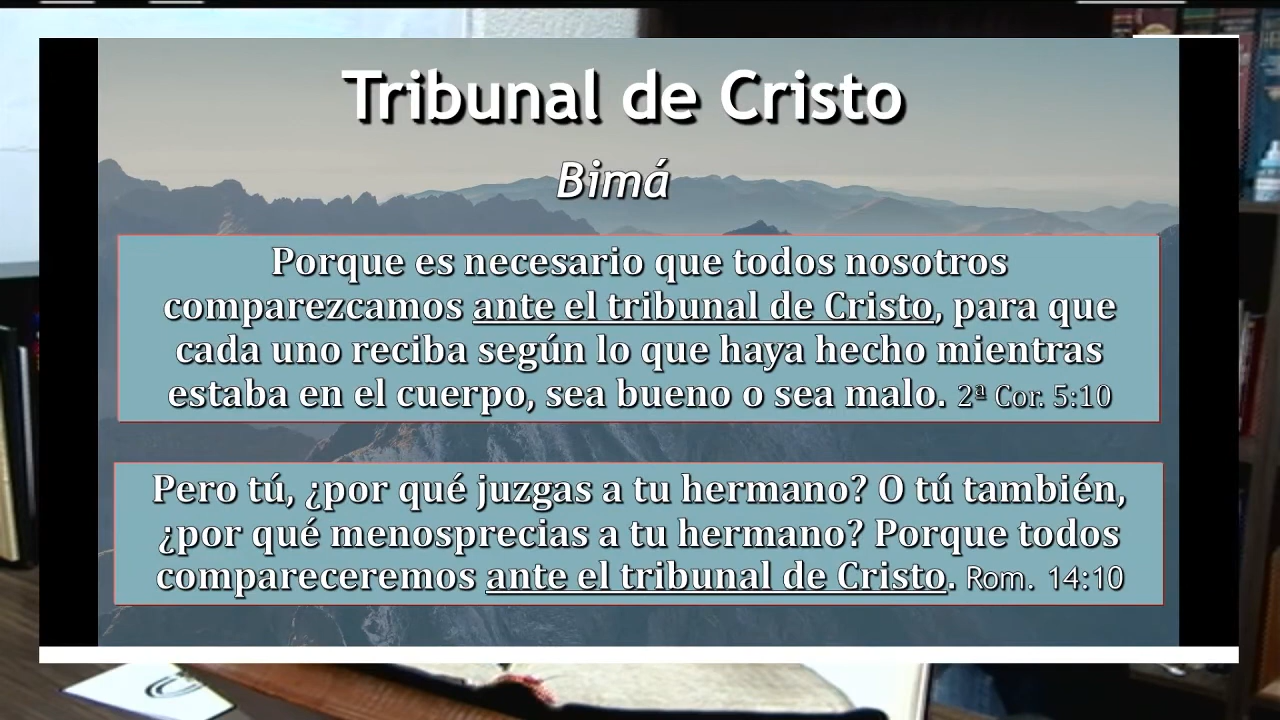 Tribunal de Cristo
Bimá
Porque es necesario que todos nosotros
comparezcamos ante el tribunal de Cristo, para que
cada uno reciba según lo que haya hecho mientras
estaba en el cuerpo, sea bueno o sea malo. 2ª Cor. 5:10
Pero tú, ¿por qué juzgas a tu hermano? O tú también,
¿por qué menosprecias a tu hermano? Porque todos
compareceremos ante el tribunal de Cristo. Rom. 14:10